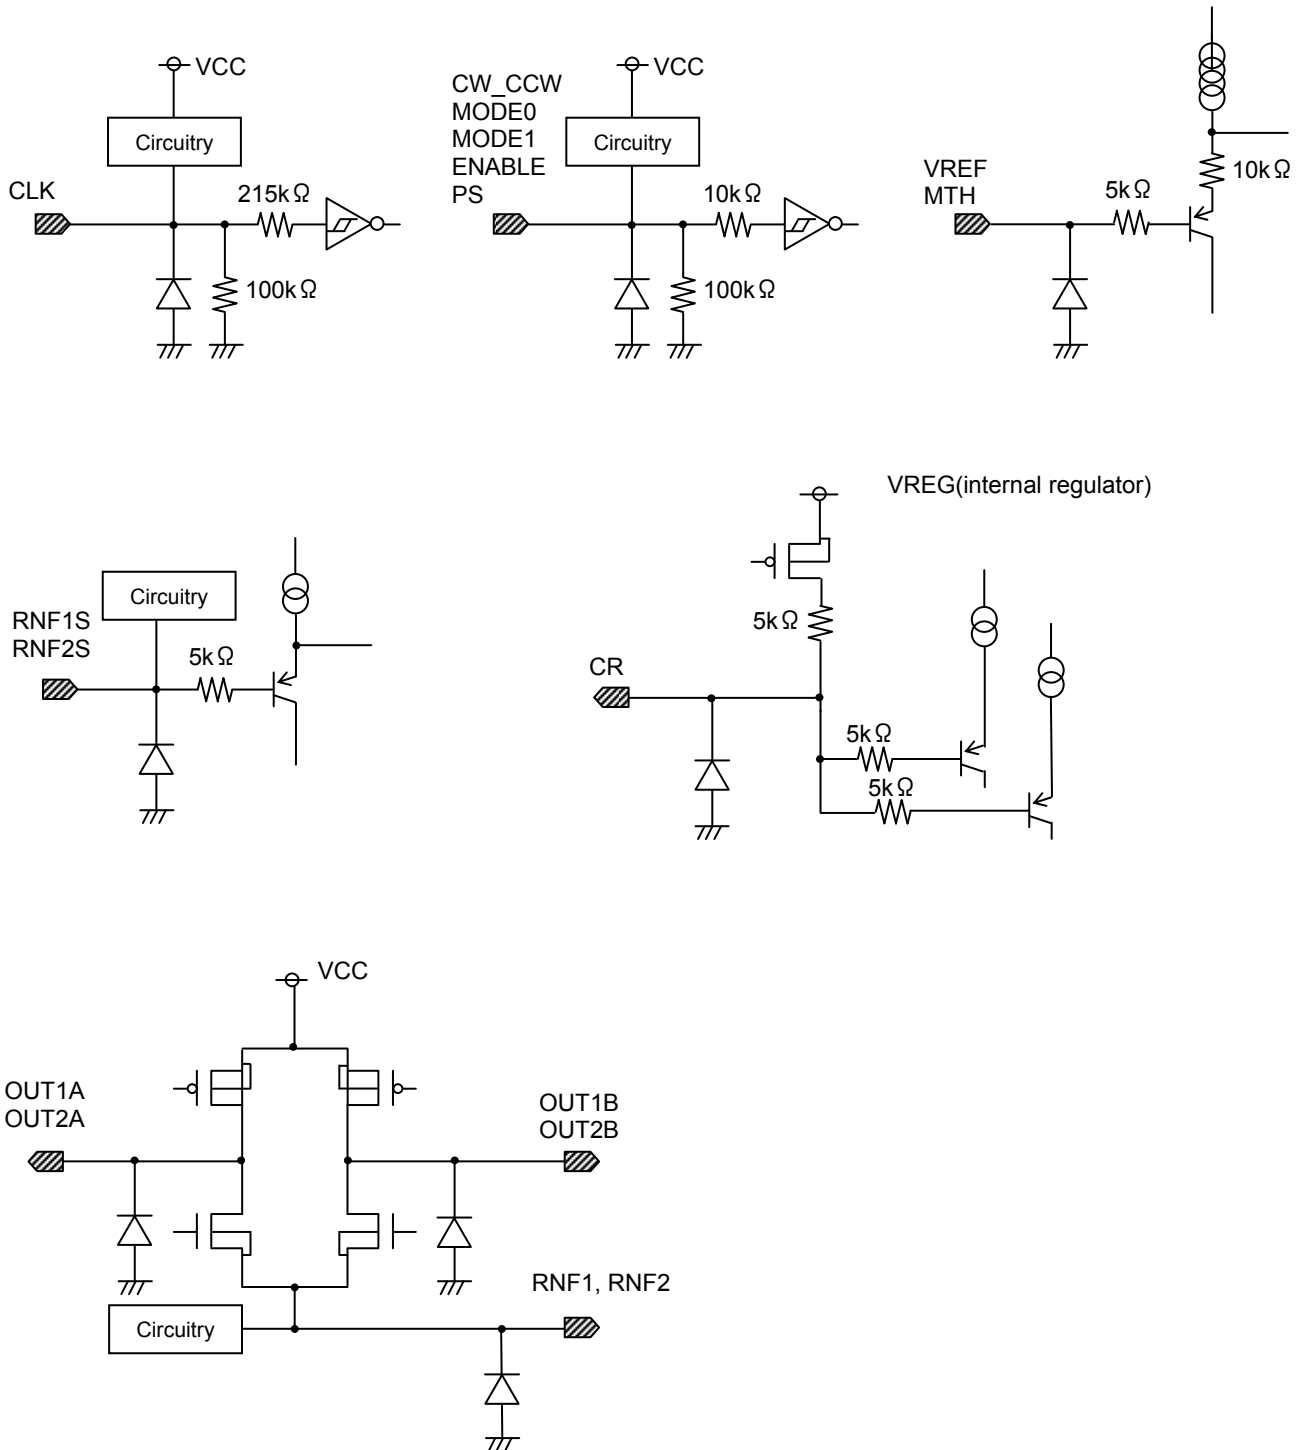 VCC
Circuitry
CLK
215kΩ
100kΩ
CW_CCW
MODE0
MODE1
ENABLE
PS
VCC
Circuitry
10kΩ
100kΩ
VREF
MTH
5kΩ
10kΩ
RNF1S
RNF2S
Circuitry
5kΩ
VREG(internal regulator)
5kΩ
CR
5kΩ
5kΩ
VCC
OUT1A
OUT2A
OUT1B
OUT2B
RNF1, RNF2
Circuitry